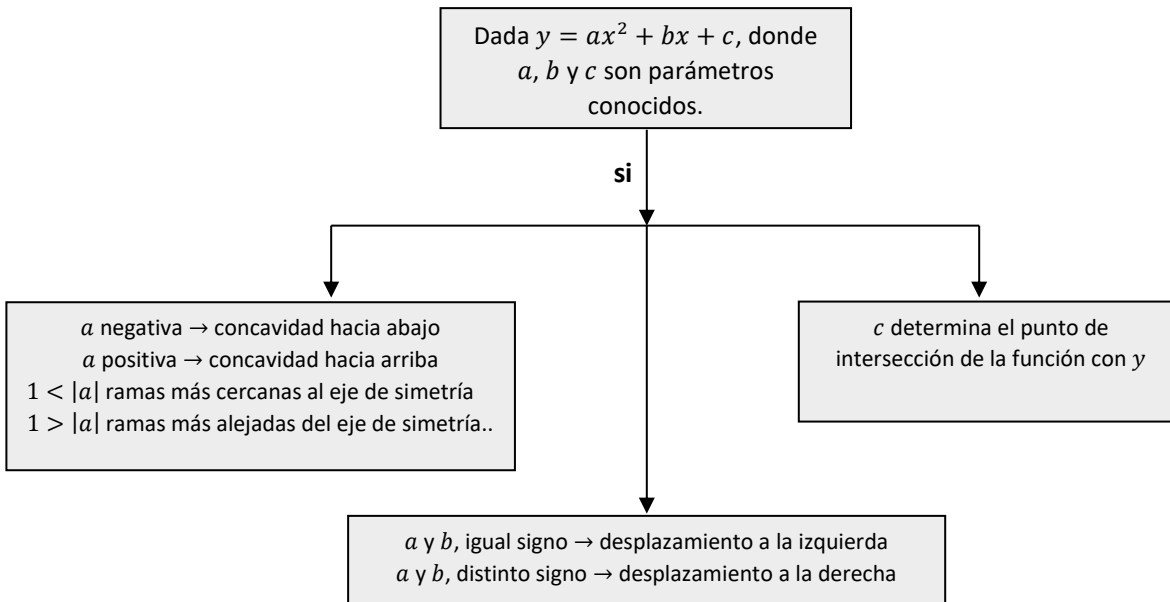 Dada y = ax² + bx + c, donde
a, b y c son parámetros
conocidos.
si
a negativa → concavidad hacia abajo
a positiva → concavidad hacia arriba
1 < |a| ramas más cercanas al eje de simetría
1 > |a| ramas más alejadas del eje de simetría..
c determina el punto de
intersección de la función con y
a y b, igual signo → desplazamiento a la izquierda
a y b, distinto signo → desplazamiento a la derecha